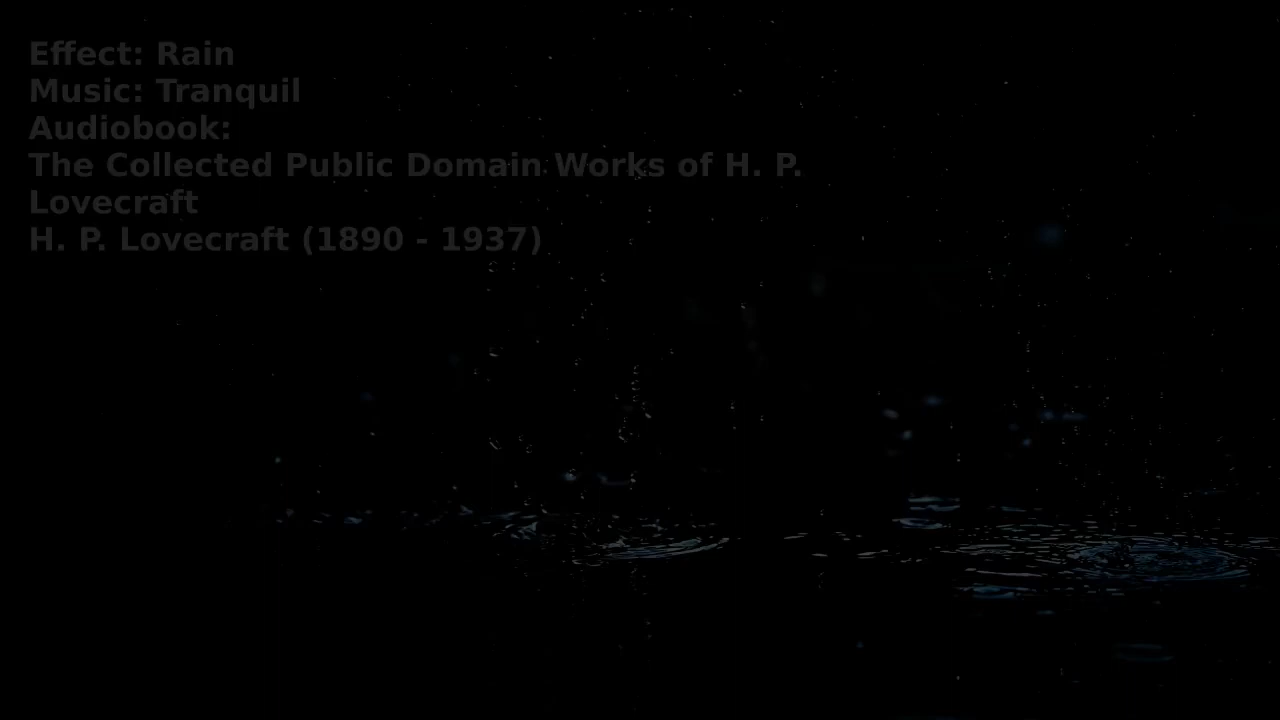 Effect: Rain
Music: Tranquil
Audiobook:
The Collected Public Domain Works of H. P.
Lovecraft
H. P. Lovecraft (1890 - 1937)